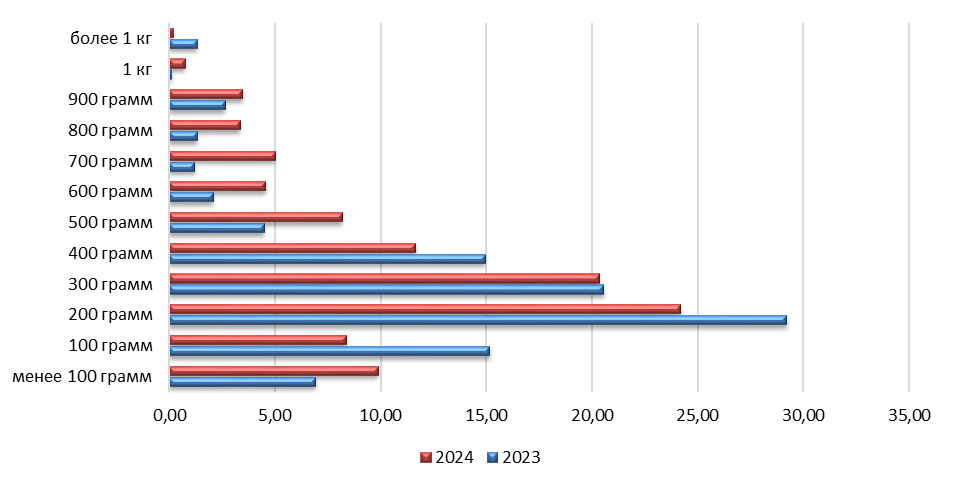 более 1 кг
1 кг
900 грамм
800 грамм
700 грамм
600 грамм
500 грамм
400 грамм
300 грамм
200 грамм
100 грамм
менее 100 грамм
0,00 5,00 10,00 15,00 20,00 25,00 30,00 35,00
2024 2023